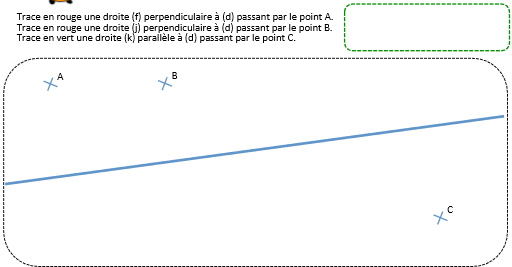 Trace en rouge une droite (f) perpendiculaire à (d) passant par le point A.
Trace en rouge une droite (j) perpendiculaire à (d) passant par le point B.
Trace en vert une droite (k) parallèle à (d) passant par le point C.
A
B
C